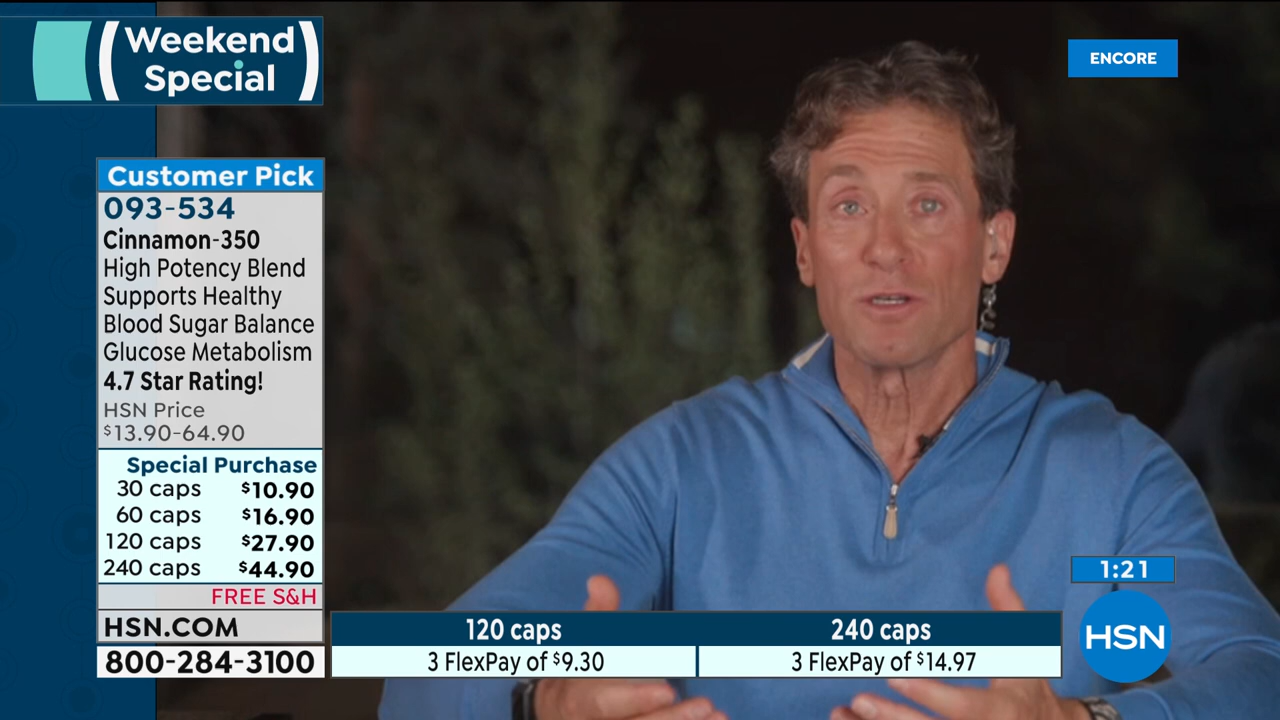 (Weekend
Special)
ENCORE
Customer Pick
093-534
Cinnamon-350
High Potency Blend
Supports Healthy
Blood Sugar Balance
Glucose Metabolism
4.7 Star Rating!
HSN Price
$13.90-64.90
Special Purchase
30 caps $10.90
60 caps $16.90
120 caps $27.90
240 caps $44.90
FREE S&H
HSN.COM
800-284-3100
120 caps 240 caps
3 FlexPay of $9.30 3 FlexPay of $14.97
1:21
HSN